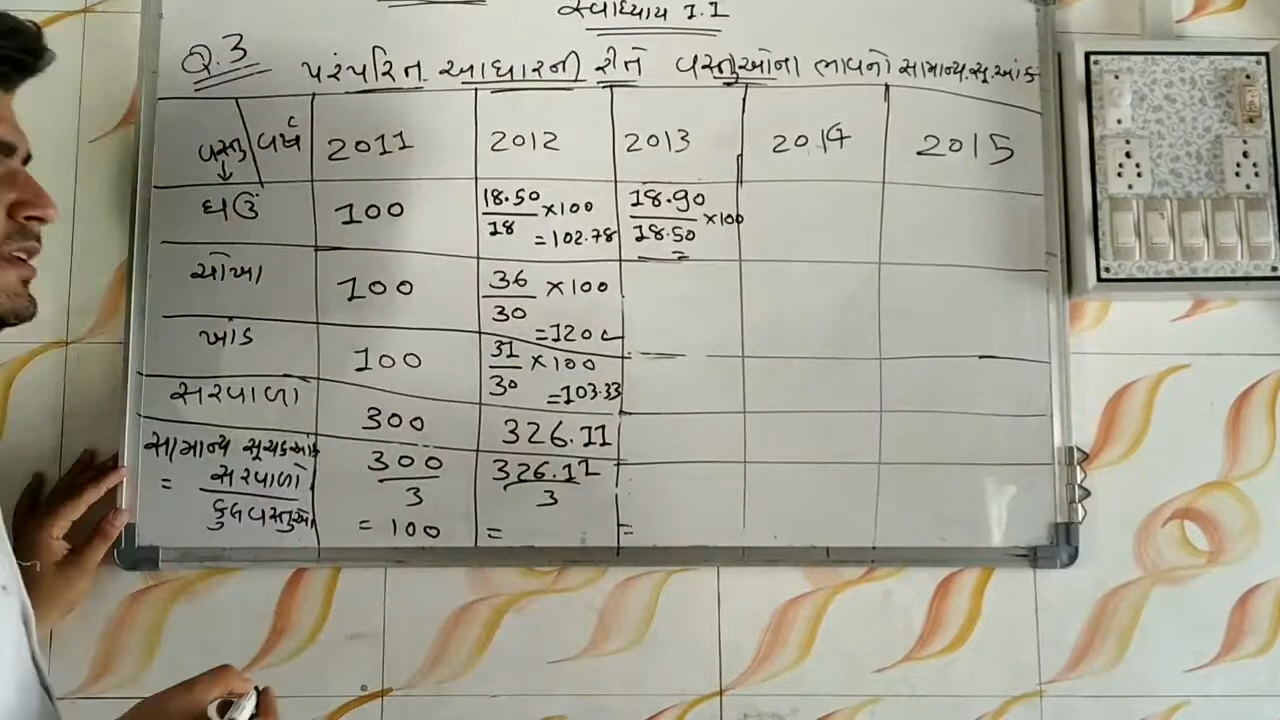 સ્વાધ્યાય 1.1
Q.3 પરંપરિત આધારની રીતે વસ્તુઓના ભાવનો સામાન્ય સૂ.આંક
વસ્તુ ↓ વર્ષ 2011 2012 2013 2014 2015
ઘઉં 100 18.50/18 ×100 =102.78 18.90/18.50 ×100 =
ચોખા 100 36/30 ×100 =120
ખાંડ 100 31/30 ×100 =103.33
સરવાળો 300 326.11
સામાન્ય સૂચકઆંક = સરવાળો/કુલ વસ્તુઓ 300/3 =100 326.11/3 = =